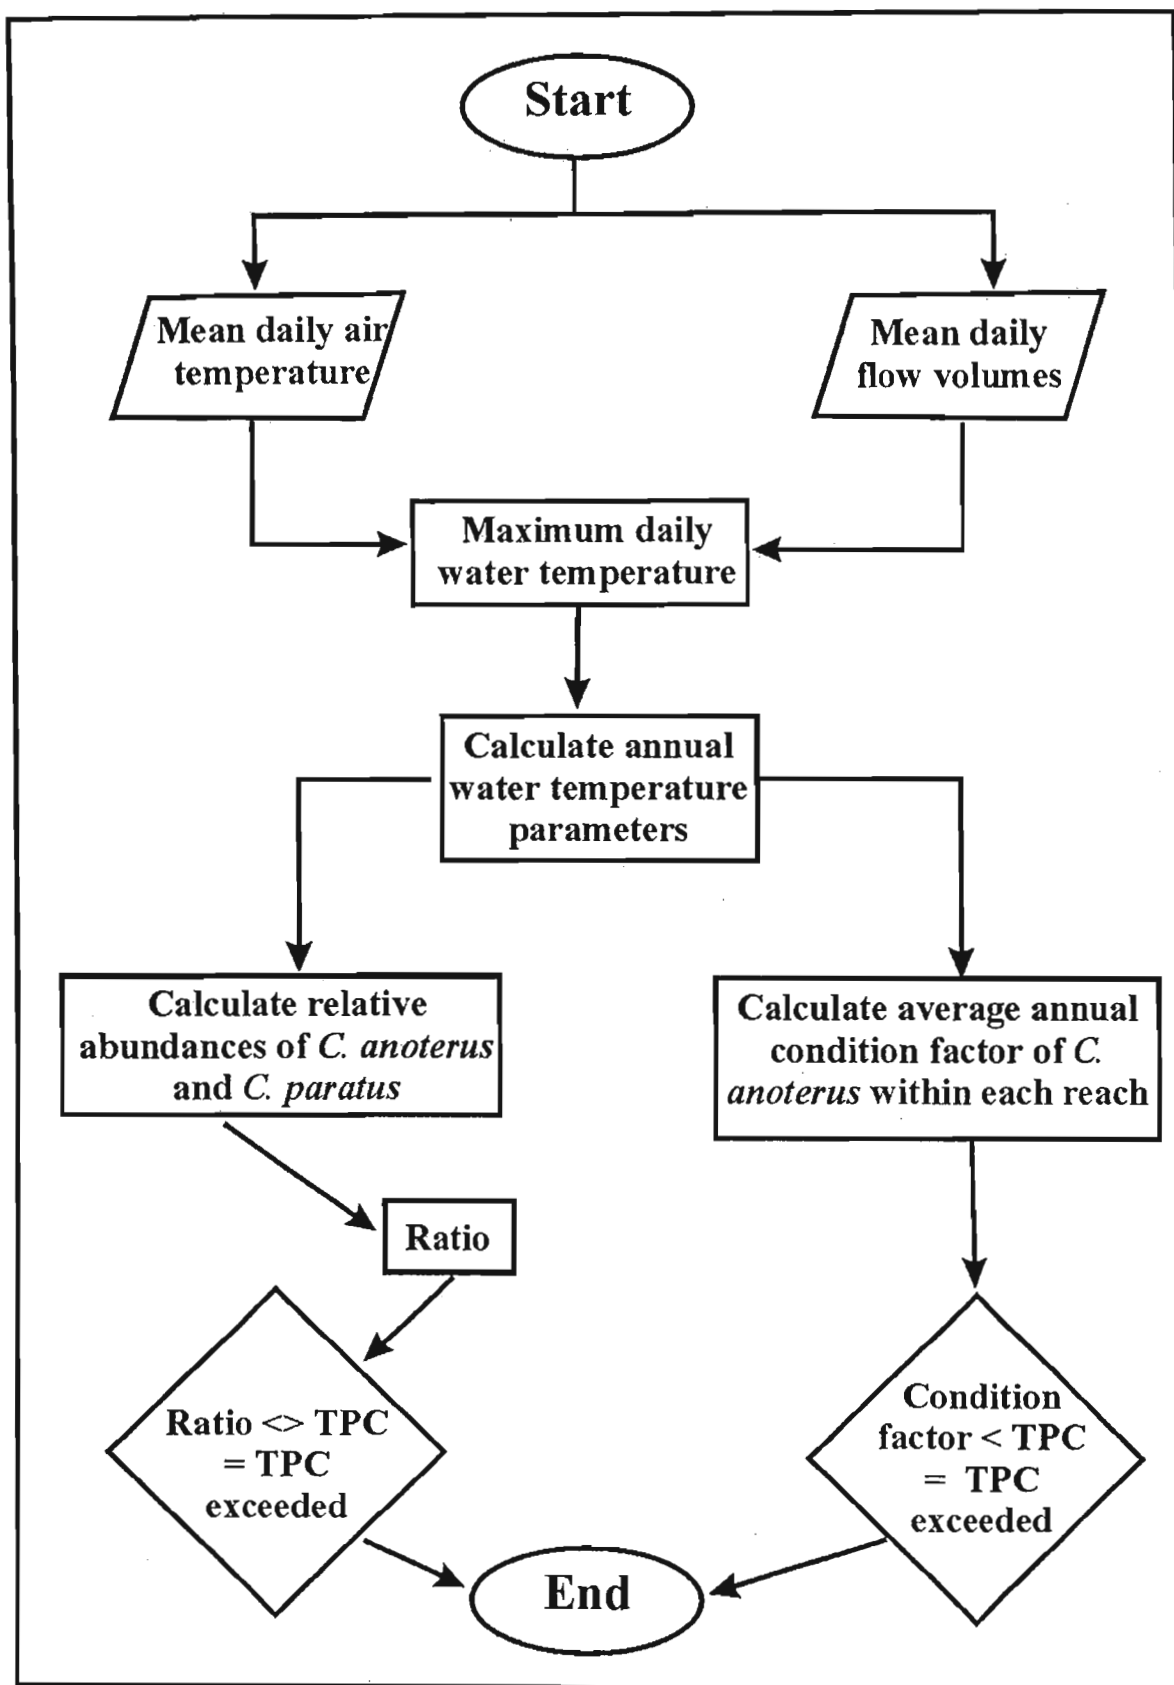 Start
Mean daily air
temperature
Mean daily
flow volumes
Maximum daily
water temperature
Calculate annual
water temperature
parameters
Calculate relative
abundances of C. anoterus
and C. paratus
Calculate average annual
condition factor of C.
anoterus within each reach
Ratio
Ratio <> TPC
= TPC
exceeded
Condition
factor < TPC
= TPC
exceeded
End